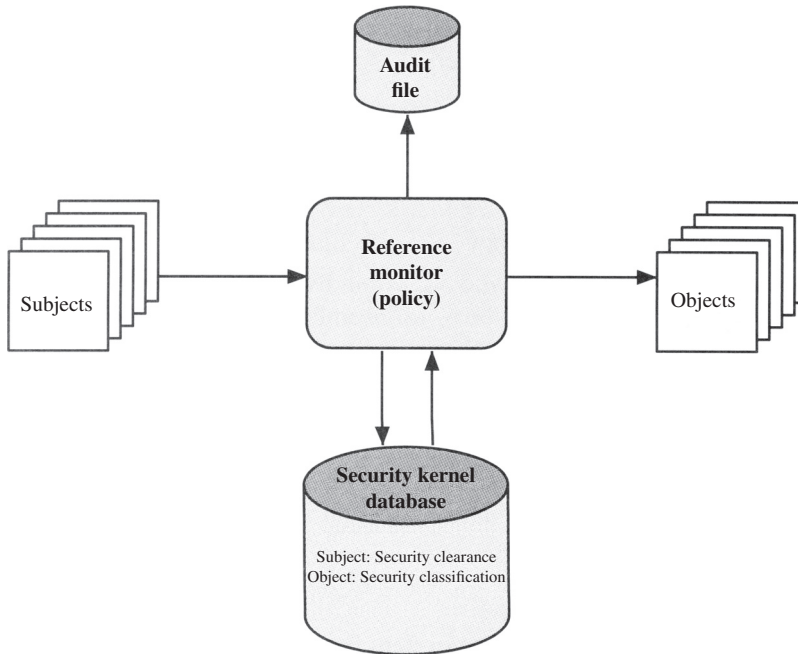 Audit
file
Reference
monitor
(policy)
Subjects
Objects
Security kernel
database
Subject: Security clearance
Object: Security classification